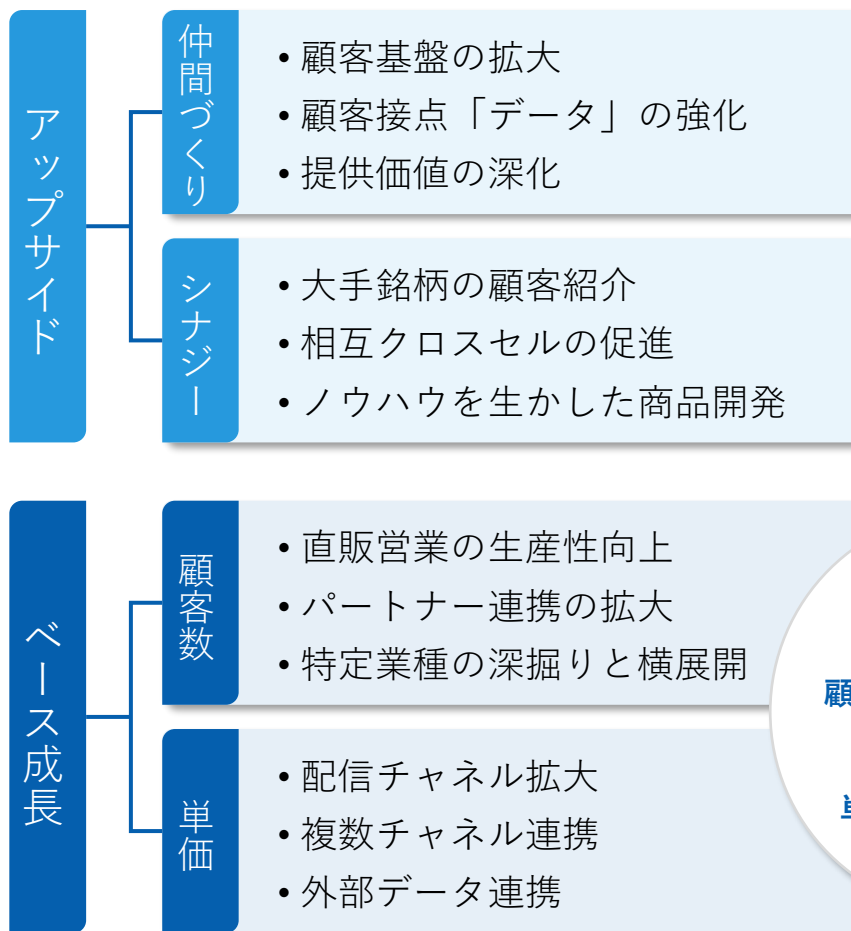 アップサイド
仲間づくり
• 顧客基盤の拡大
• 顧客接点「データ」の強化
• 提供価値の深化
シナジー
• 大手銘柄の顧客紹介
• 相互クロスセルの促進
• ノウハウを生かした商品開発
ベース成長
顧客数
• 直販営業の生産性向上
• パートナー連携の拡大
• 特定業種の深掘りと横展開
単価
• 配信チャネル拡大
• 複数チャネル連携
• 外部データ連携
顧